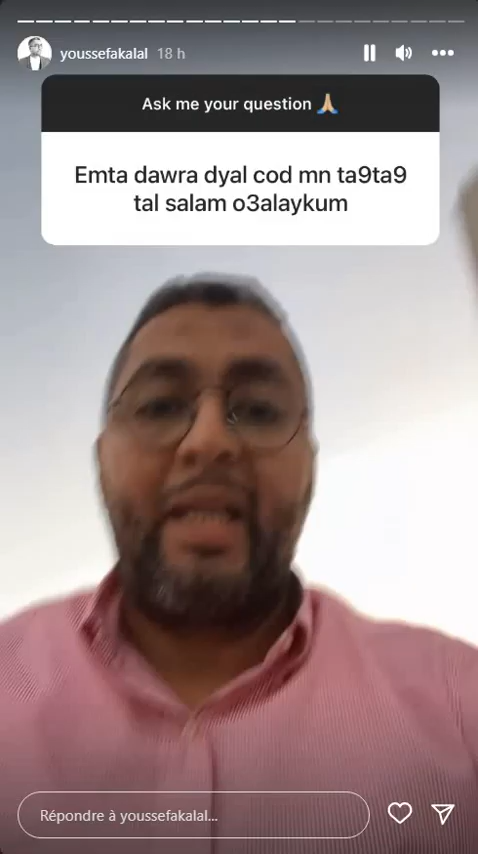 youssefakalal 18 h
Ask me your question 🙏🏼
Emta dawra dyal cod mn ta9ta9
tal salam o3alaykum
Répondre à youssefakalal...